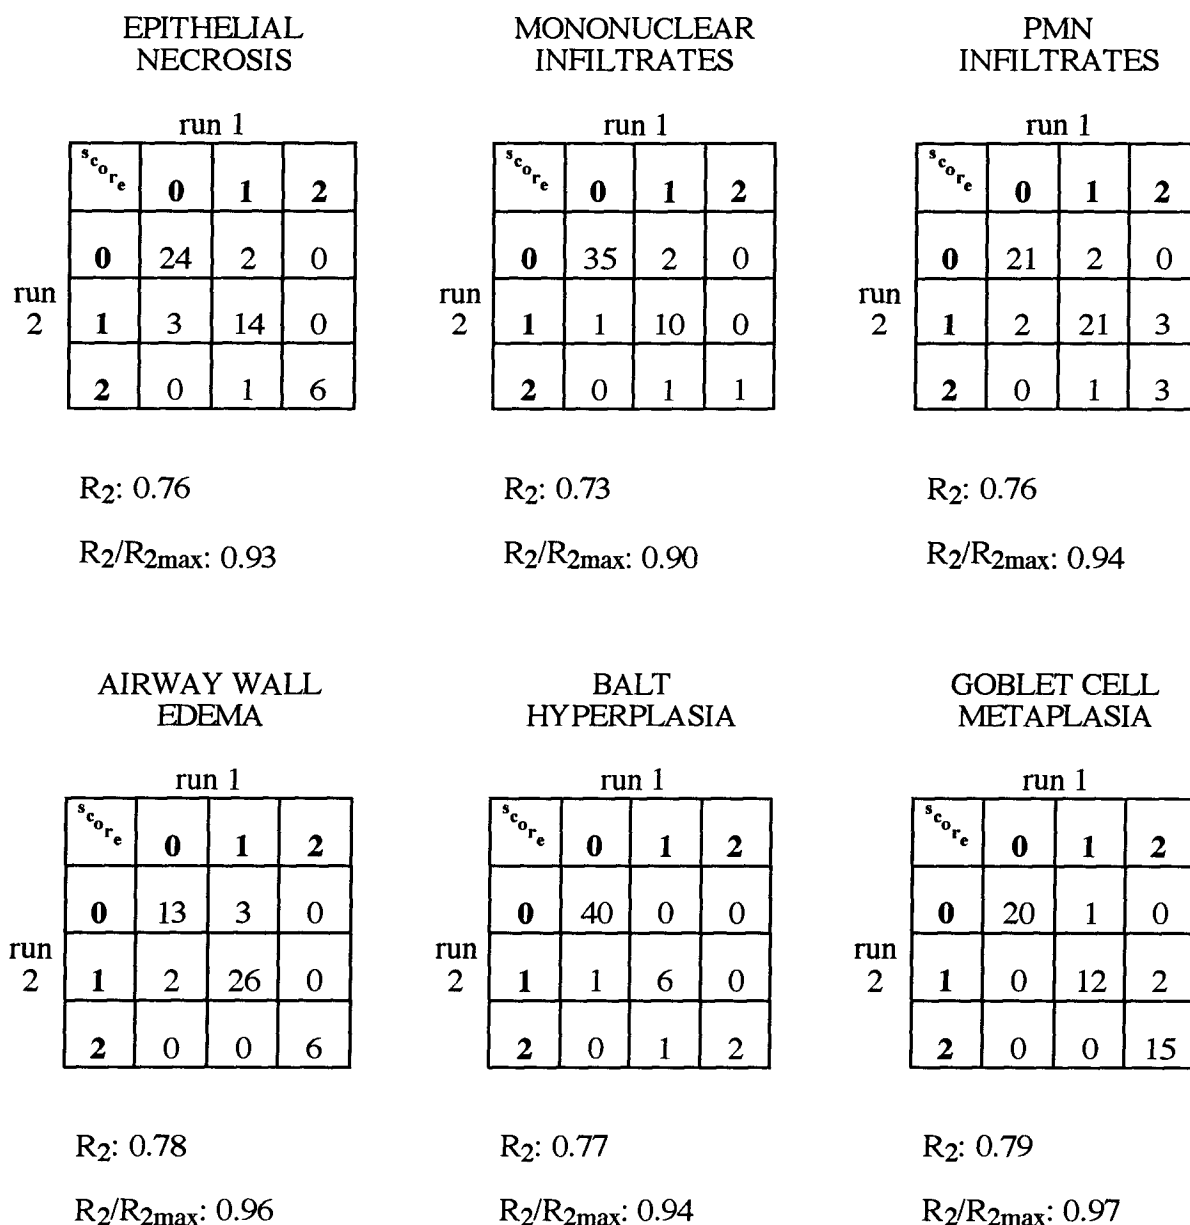 EPITHELIAL
NECROSIS
run 1
score 0 1 2
0 24 2 0
run
2
1 3 14 0
2 0 1 6
R2: 0.76
R2/R2max: 0.93
MONONUCLEAR
INFILTRATES
run 1
score 0 1 2
0 35 2 0
1 1 10 0
2 0 1 1
run
2
R2: 0.73
R2/R2max: 0.90
PMN
INFILTRATES
run 1
score 0 1 2
0 21 2 0
run
2
1 2 21 3
2 0 1 3
R2: 0.76
R2/R2max: 0.94
AIRWAY WALL
EDEMA
run 1
score 0 1 2
0 13 3 0
run
2
1 2 26 0
2 0 0 6
R2: 0.78
R2/R2max: 0.96
BALT
HYPERPLASIA
run 1
score 0 1 2
0 40 0 0
run
2
1 1 6 0
2 0 1 2
R2: 0.77
R2/R2max: 0.94
GOBLET CELL
METAPLASIA
run 1
score 0 1 2
0 20 1 0
run
2
1 0 12 2
2 0 0 15
R2: 0.79
R2/R2max: 0.97